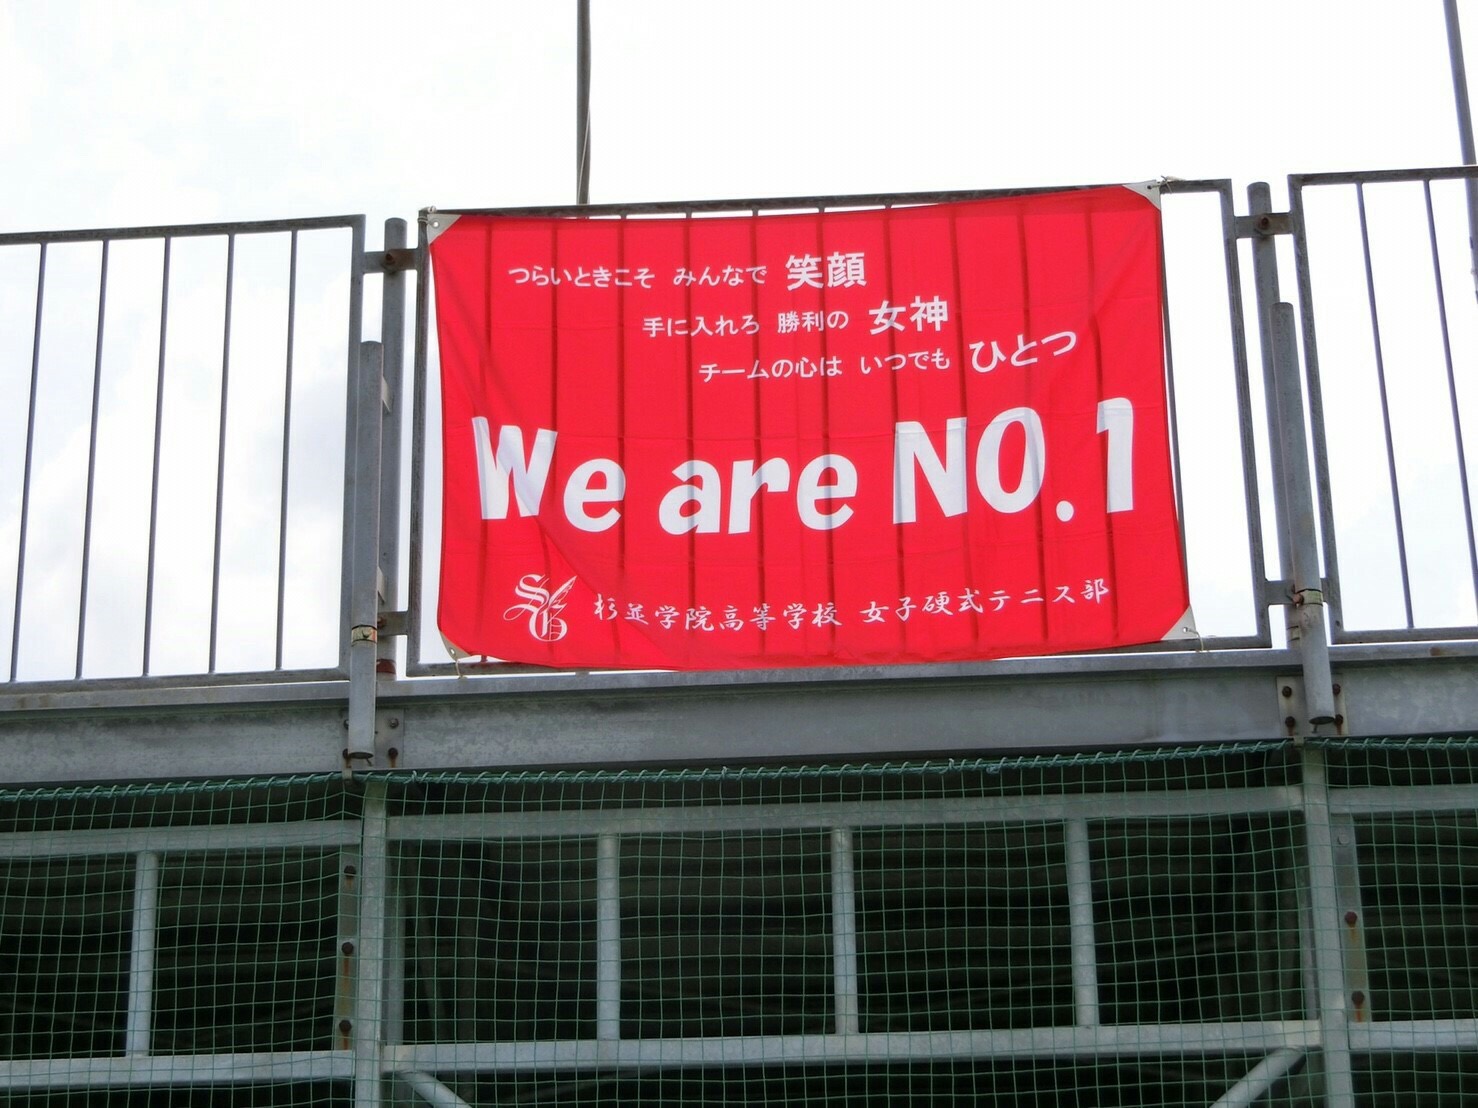 つらいときこそ みんなで 笑顔
手に入れろ 勝利の 女神
チームの心は いつでも ひとつ
We are NO.1
杉並学院高等学校 女子硬式テニス部